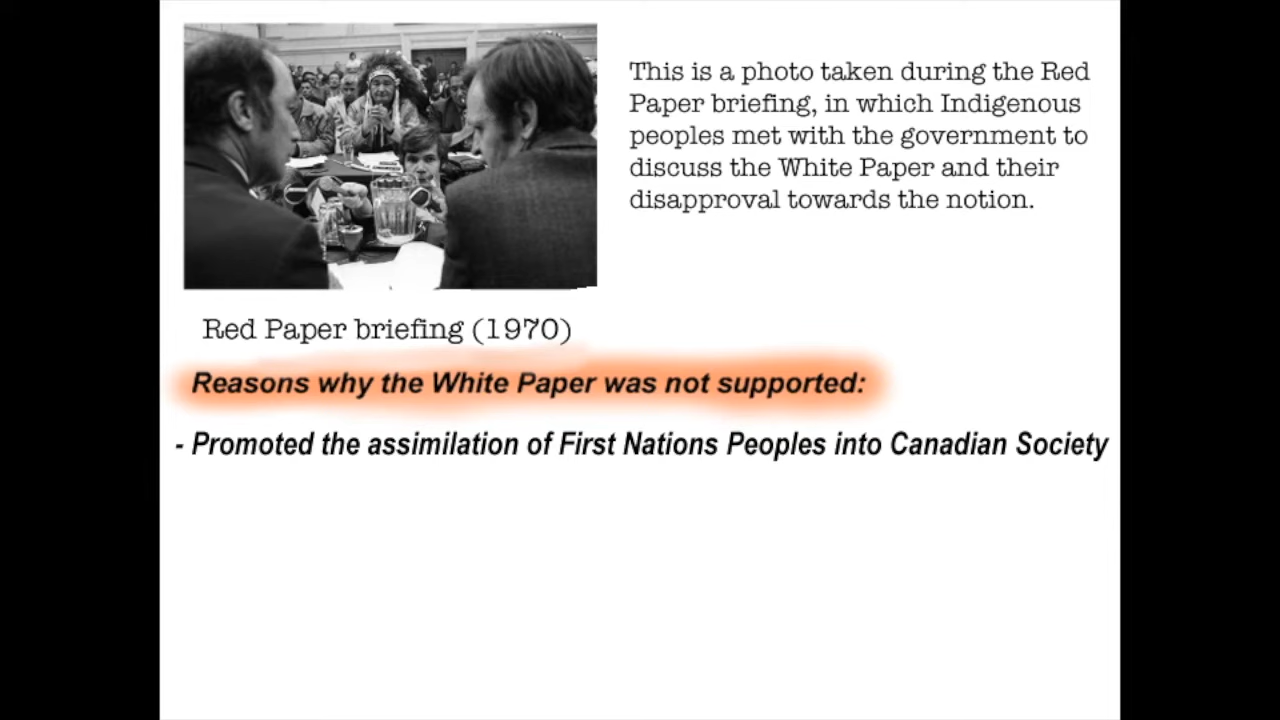 This is a photo taken during the Red
Paper briefing, in which Indigenous
peoples met with the government to
discuss the White Paper and their
disapproval towards the notion.
Red Paper briefing (1970)
Reasons why the White Paper was not supported:
- Promoted the assimilation of First Nations Peoples into Canadian Society